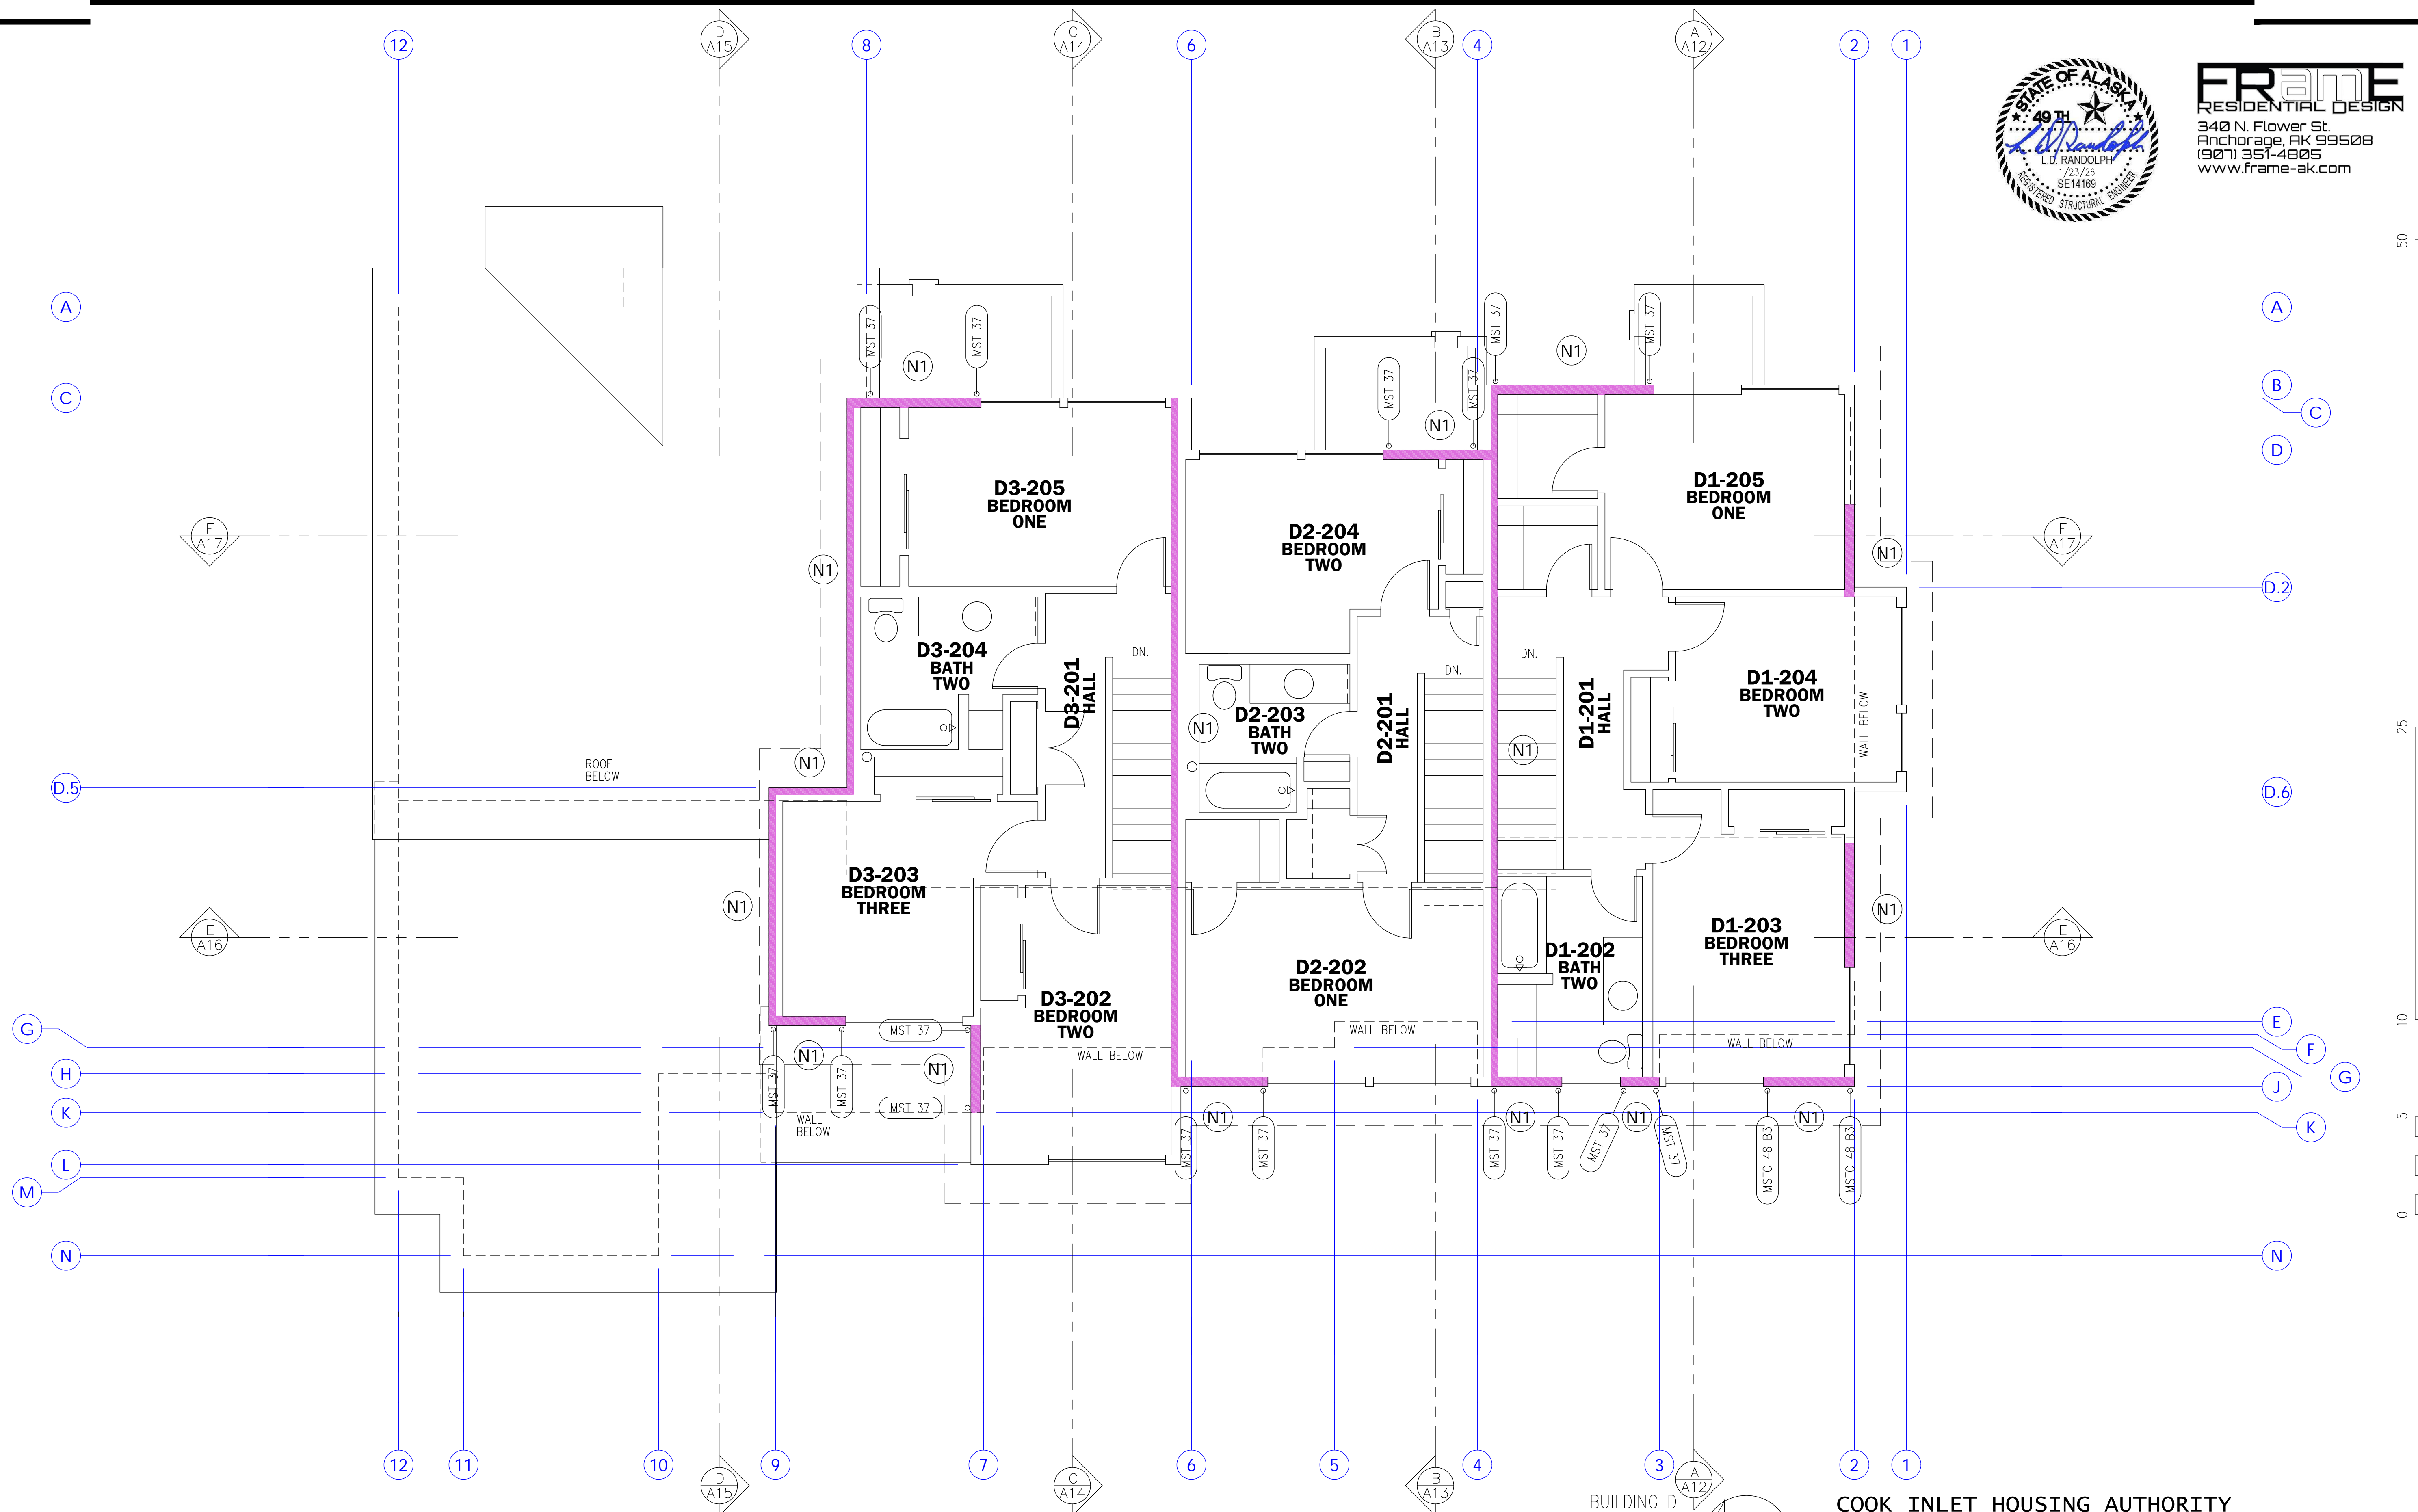 12
D
A15
8
C
A14
6
B
A13
4
A
A12
2
1
STATE OF ALASKA
49 TH
L.D. RANDOLPH
1/23/26
SE14169
REGISTERED STRUCTURAL ENGINEER
FRamE
RESIDENTIAL DESIGN
340 N. Flower St.
Anchorage, AK 99508
(907) 351-4805
www.frame-ak.com
50
A
MST 37
MST 37
MST 37
MST 37
A
N1
N1
MST 37
MST 37
B
C
C
N1
D
D3-205
BEDROOM
ONE
D2-204
BEDROOM
TWO
D1-205
BEDROOM
ONE
F
A17
F
A17
N1
N1
D.2
D3-204
BATH
TWO
DN.
D3-201
HALL
DN.
DN.
D2-203
BATH
TWO
N1
D2-201
HALL
D1-201
HALL
N1
D1-204
BEDROOM
TWO
WALL BELOW
25
ROOF
BELOW
N1
D.5
D.6
D3-203
BEDROOM
THREE
N1
N1
E
A16
E
A16
D1-203
BEDROOM
THREE
D1-202
BATH
TWO
D2-202
BEDROOM
ONE
D3-202
BEDROOM
TWO
G
MST 37
WALL BELOW
WALL BELOW
WALL BELOW
E
10
F
N1
N1
H
G
MST 37
MST 37
J
K
MST 37
WALL
BELOW
N1
N1
N1
N1
K
5
MST 37
MST 37
MST 37
MST 37
MST 37
MST 37
MSTC 48 B3
MSTC 48 B3
L
M
0
N
N
12
11
10
D
A15
9
7
C
A14
6
5
B
A13
4
3
A
A12
2
1
BUILDING D
COOK INLET HOUSING AUTHORITY